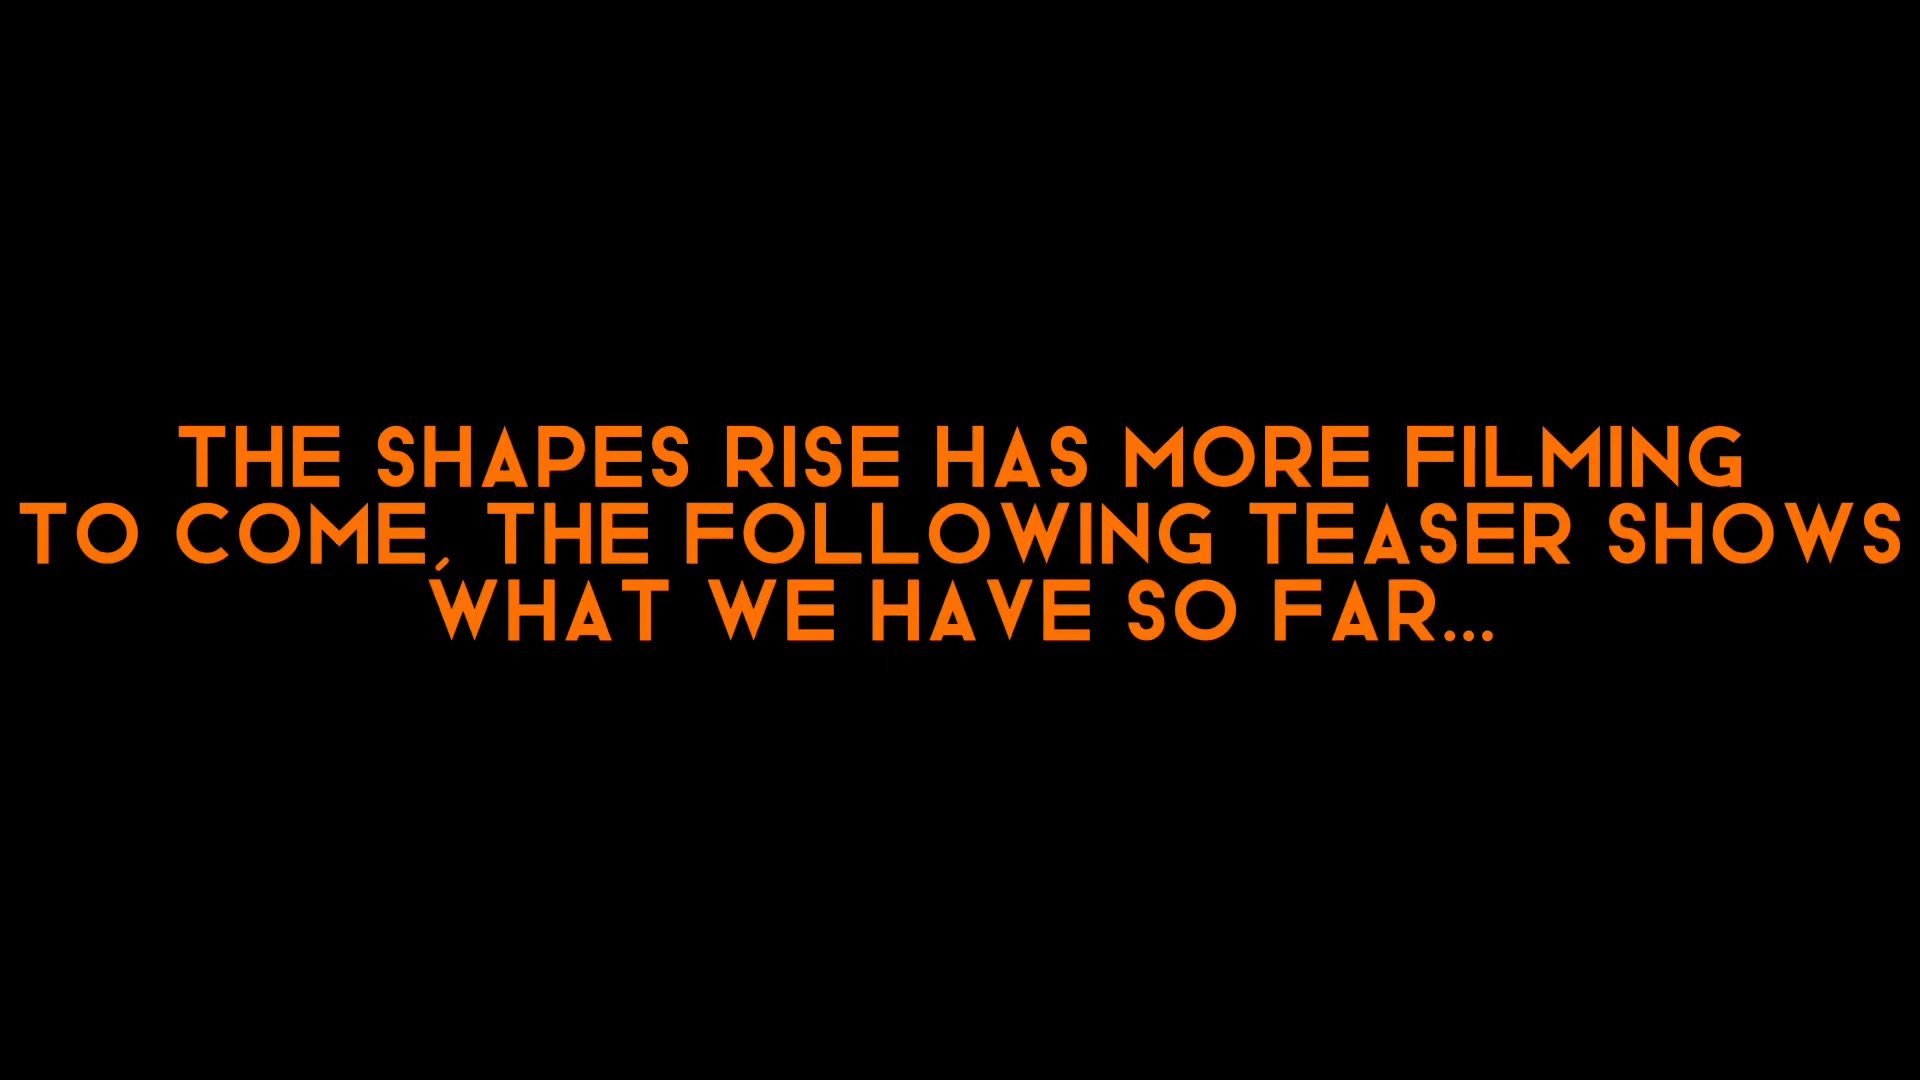 THE SHAPES RISE HAS MORE FILMING
TO COME, THE FOLLOWING TEASER SHOWS
WHAT WE HAVE SO FAR...